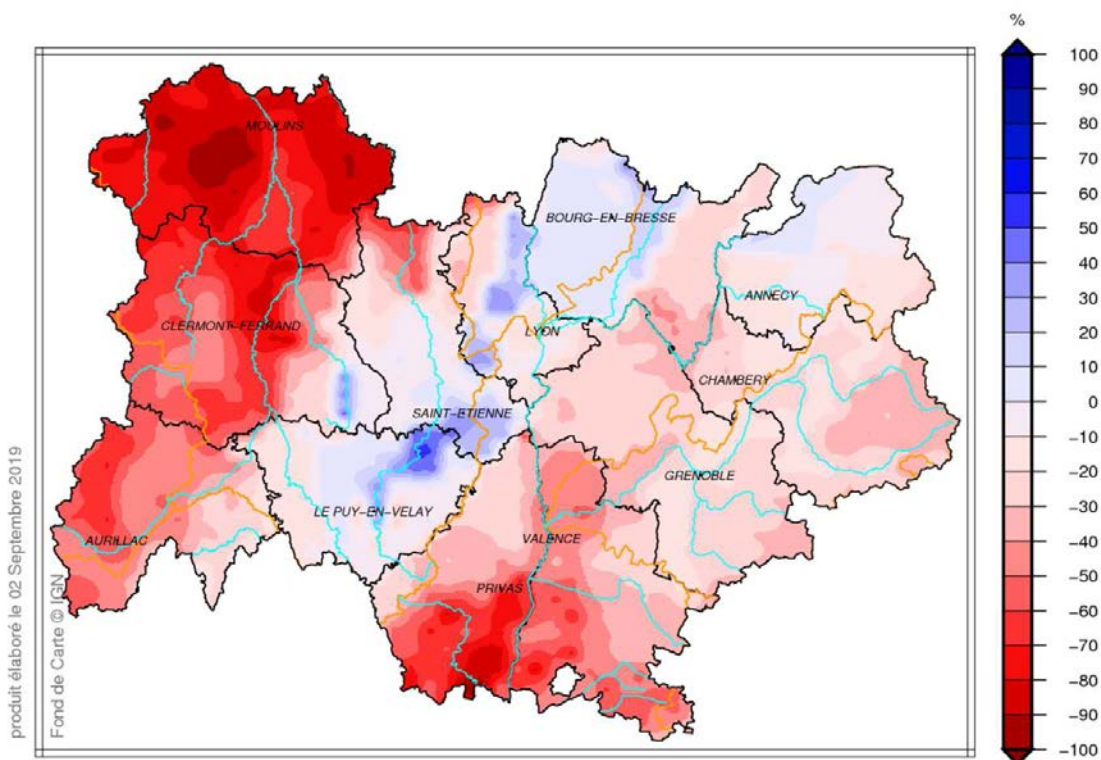 %
100
90
80
70
60
50
40
30
20
10
0
-10
-20
-30
-40
-50
-60
-70
-80
-90
-100
MOULINS
BOURG-EN-BRESSE
ANNECY
CLERMONT-FERRAND
LYON
CHAMBERY
SAINT-ETIENNE
GRENOBLE
LE PUY-EN-VELAY
AURILLAC
VALENCE
PRIVAS
produit élaboré le 02 Septembre 2019
Fond de Carte © IGN